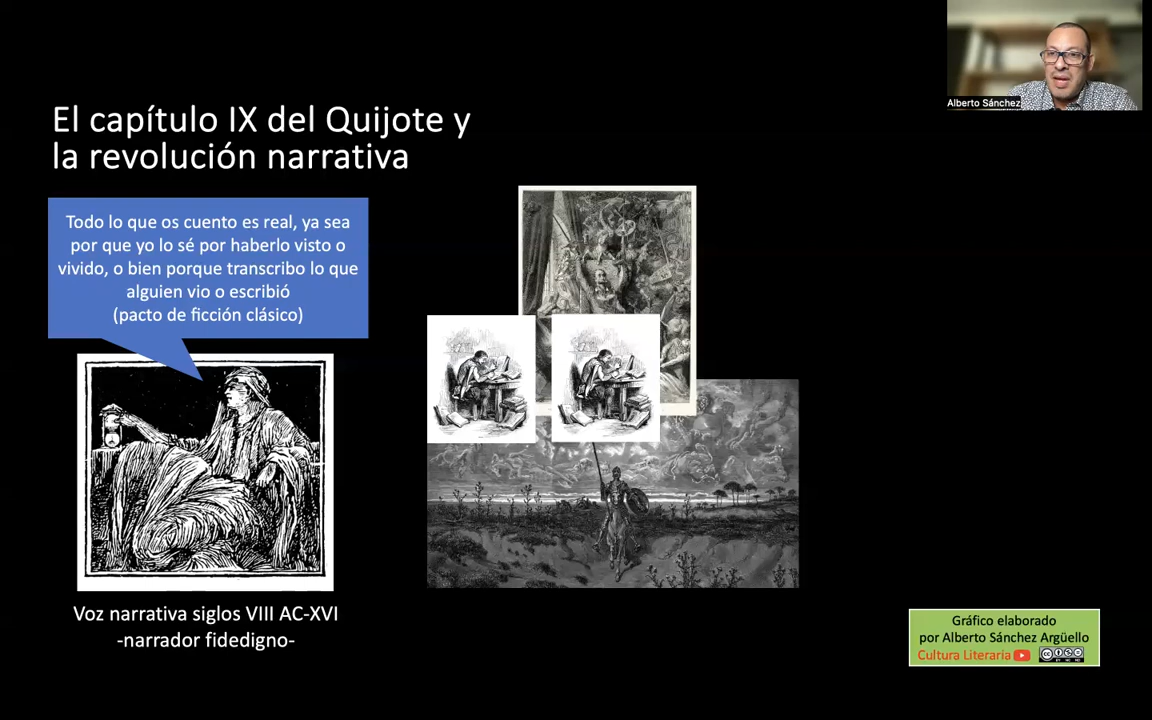 Alberto Sánchez
El capítulo IX del Quijote y
la revolución narrativa
Todo lo que os cuento es real, ya sea
por que yo lo sé por haberlo visto o
vivido, o bien porque transcribo lo que
alguien vio o escribió
(pacto de ficción clásico)
Voz narrativa siglos VIII AC-XVI
-narrador fidedigno-
Gráfico elaborado
por Alberto Sánchez Argüello
Cultura Literaria